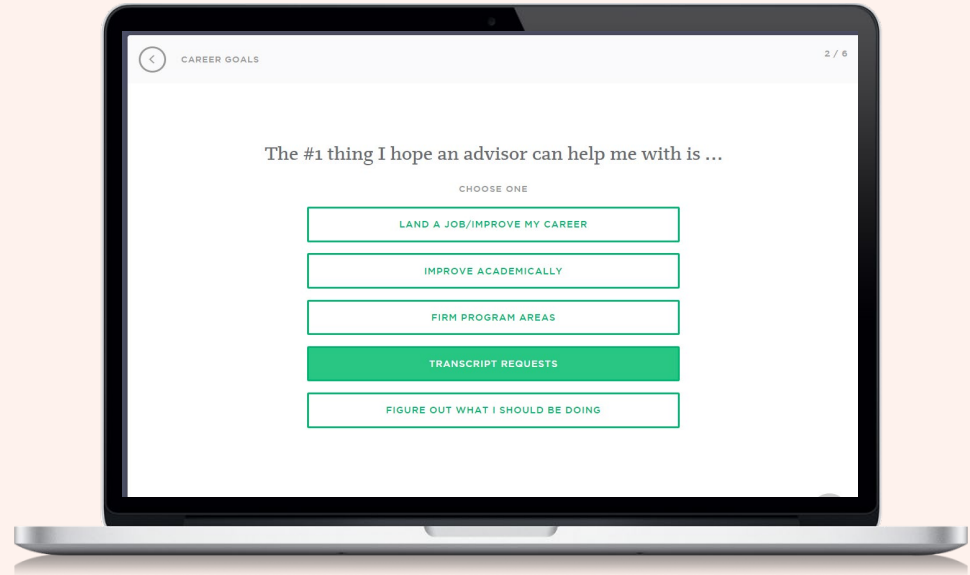 CAREER GOALS
2 / 6
The #1 thing I hope an advisor can help me with is ...
CHOOSE ONE
LAND A JOB/IMPROVE MY CAREER
IMPROVE ACADEMICALLY
FIRM PROGRAM AREAS
TRANSCRIPT REQUESTS
FIGURE OUT WHAT I SHOULD BE DOING